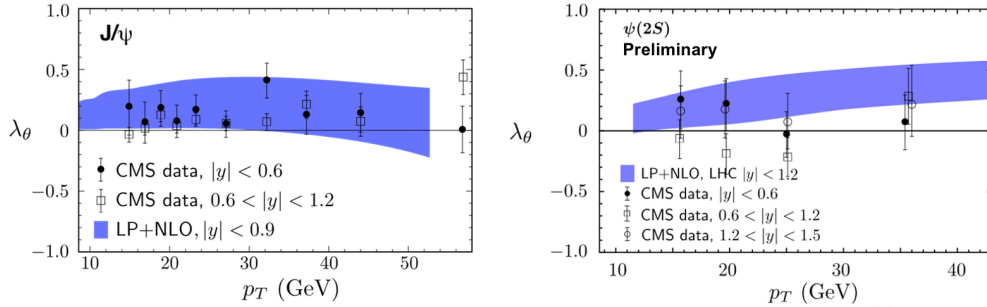 1.0
0.5
0
−0.5
−1.0
λθ
J/ψ
CMS data, |y| < 0.6
CMS data, 0.6 < |y| < 1.2
LP+NLO, |y| < 0.9
10 20 30 40 50
pT (GeV)
1.0
0.5
0
−0.5
−1.0
λθ
ψ(2S)
Preliminary
LP+NLO, LHC |y| < 1.2
CMS data, |y| < 0.6
CMS data, 0.6 < |y| < 1.2
CMS data, 1.2 < |y| < 1.5
10 20 30 40
pT (GeV)